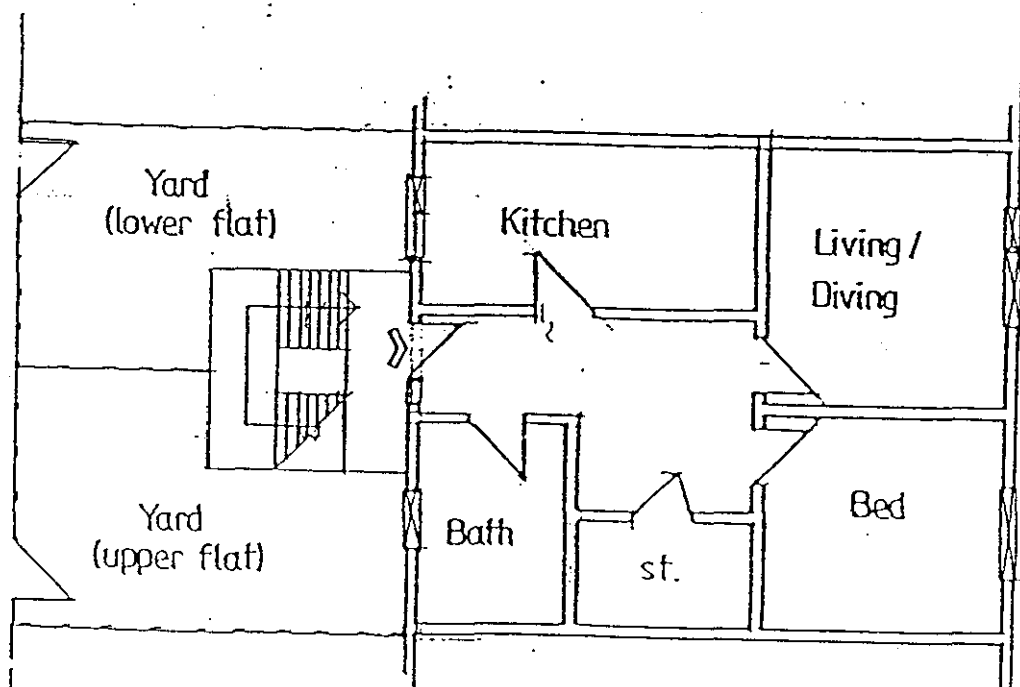 Yard
(lower flat)
Kitchen
Living /
Diving
Yard
(upper flat)
Bath
st.
Bed